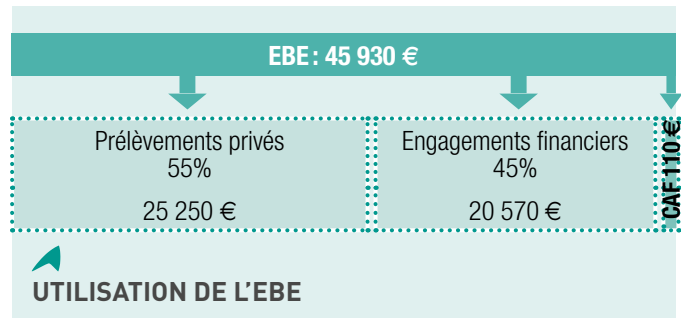 EBE : 45 930 €
Prélèvements privés
55%
25 250 €
Engagements financiers
45%
20 570 €
CAF 110 €
UTILISATION DE L'EBE